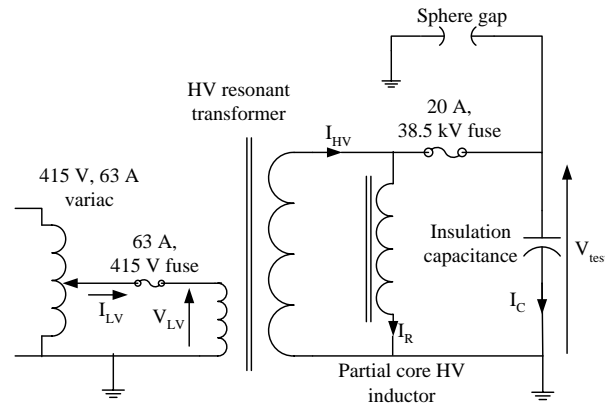 Sphere gap
HV resonant
transformer
20 A,
38.5 kV fuse
I_HV
415 V, 63 A
variac
63 A,
415 V fuse
Insulation
capacitance
V_test
I_LV
V_LV
I_C
I_R
Partial core HV
inductor